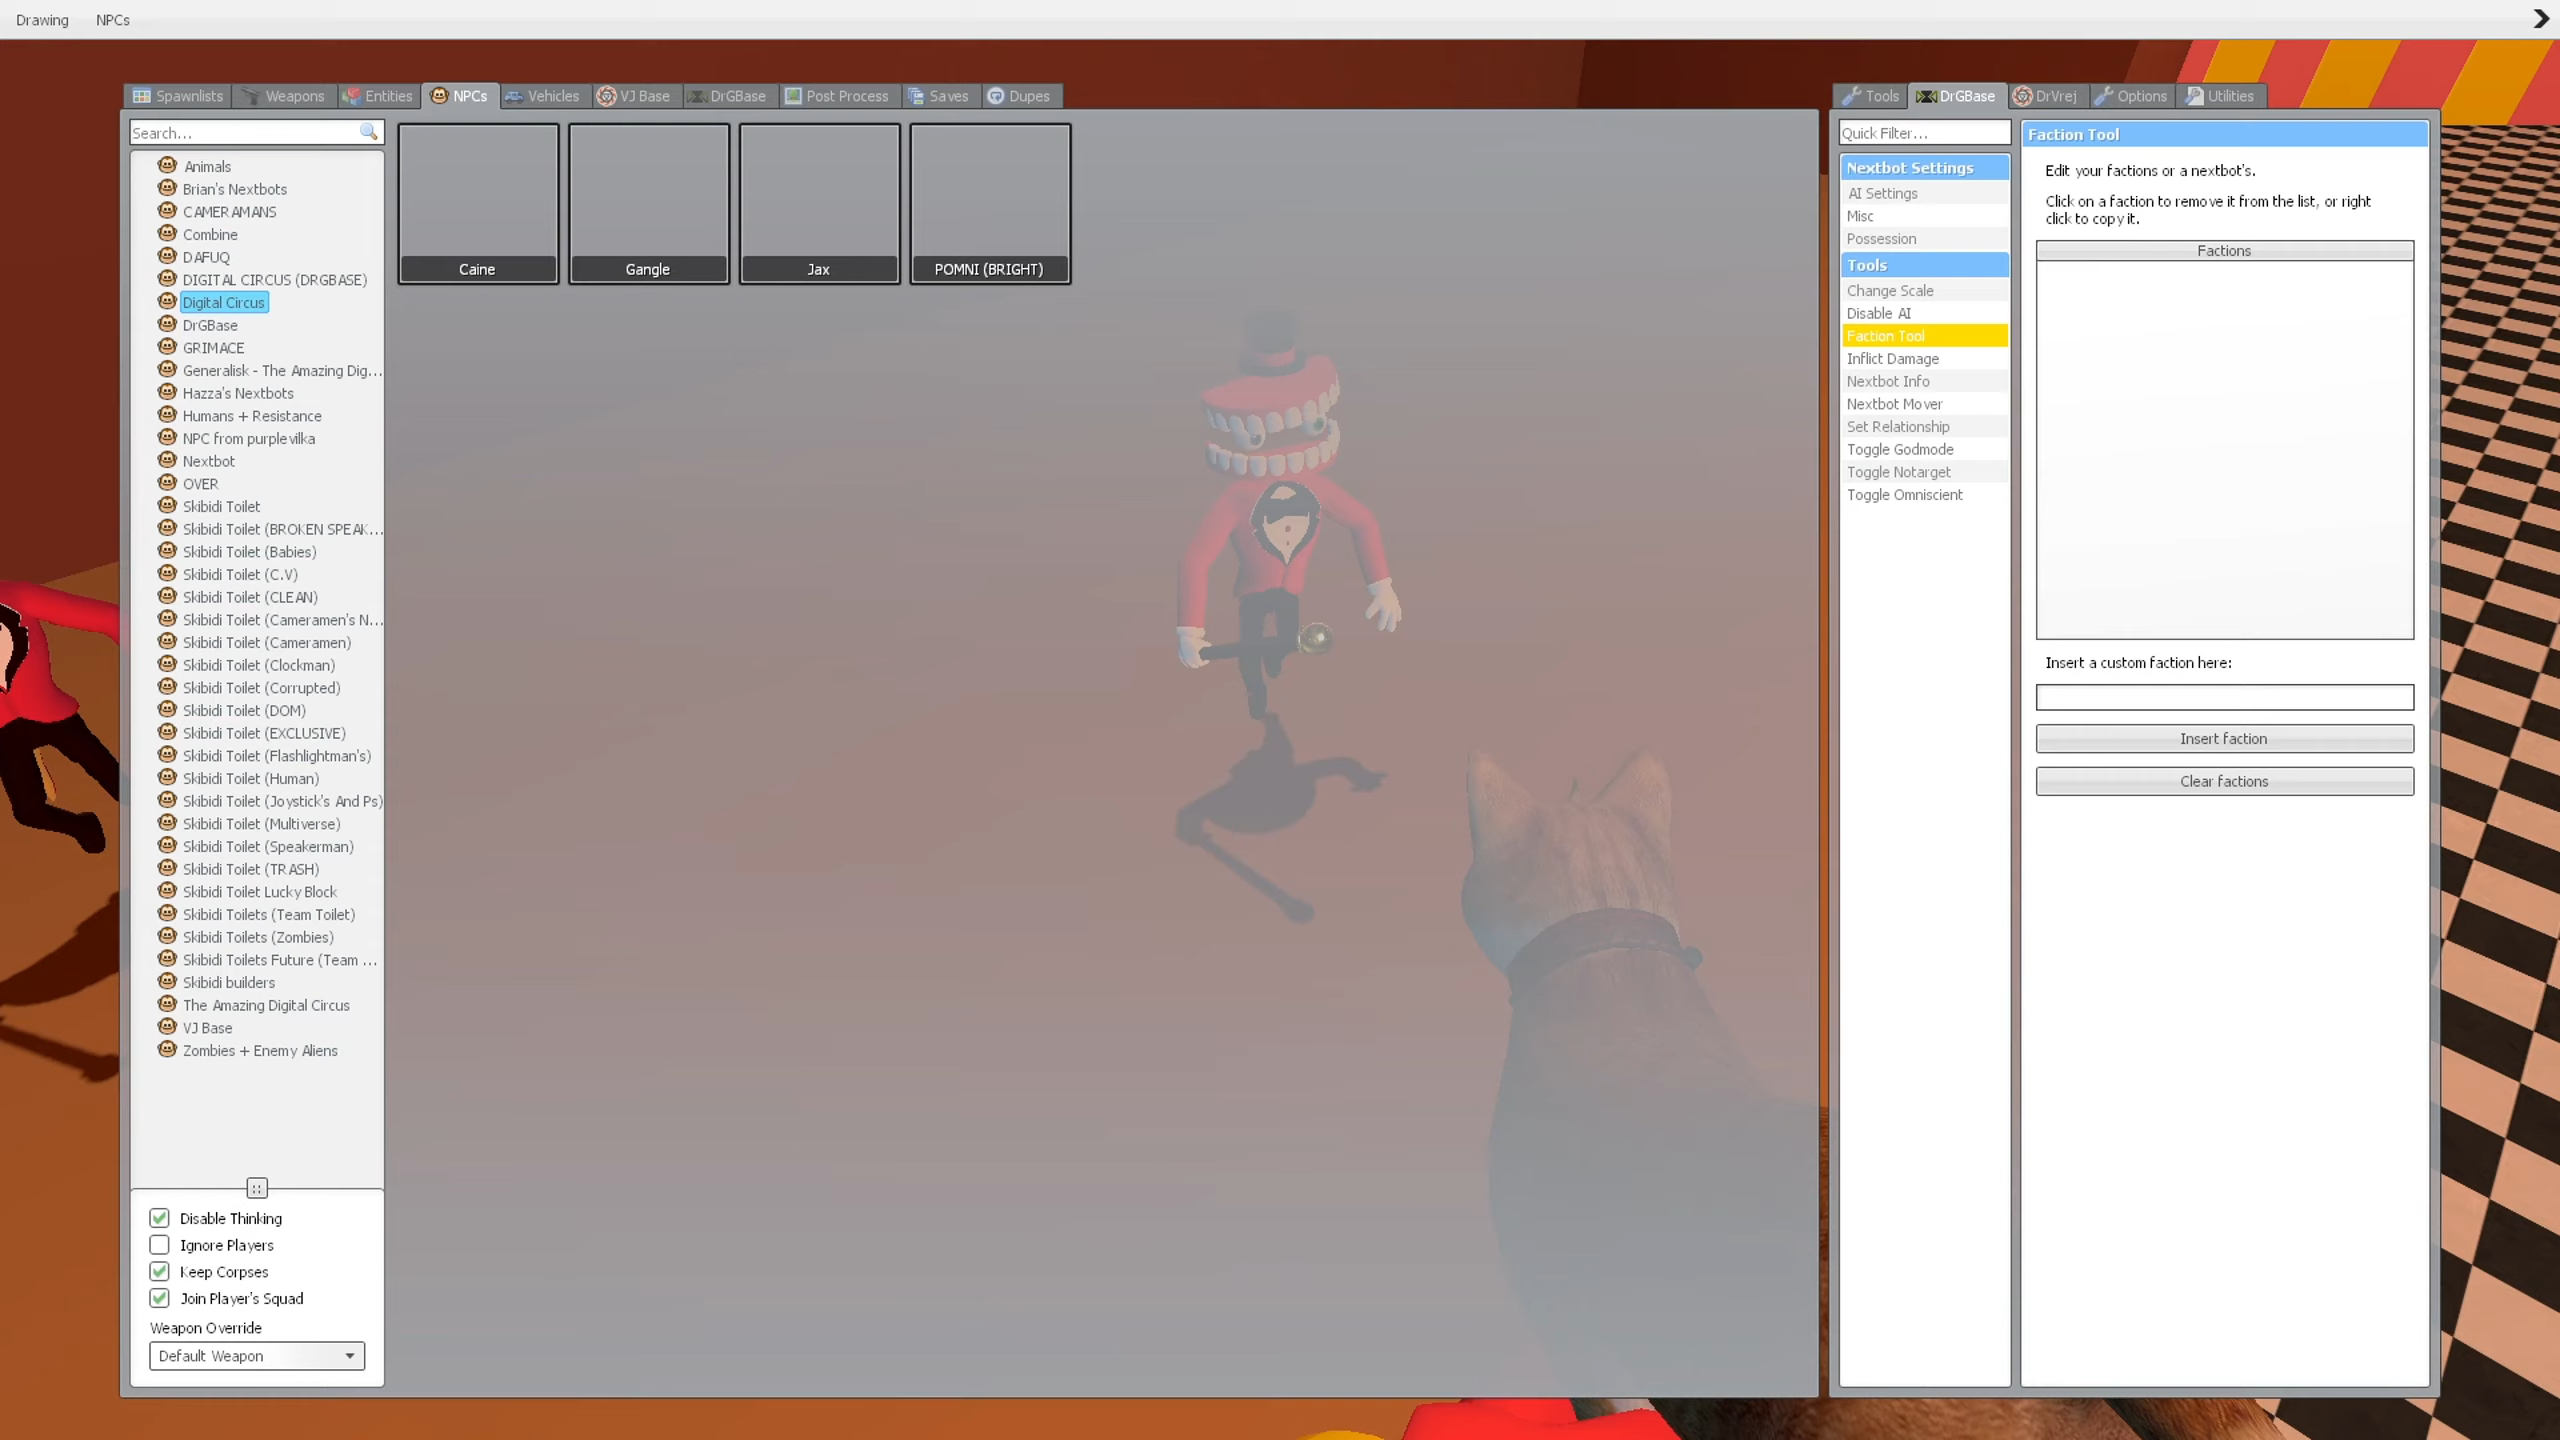 Drawing NPCs
Spawnlists Weapons Entities NPCs Vehicles VJ Base DrGBase Post Process Saves Dupes
Search...
Animals
Brian's Nextbots
CAMERAMANS
Combine
DAFUQ
DIGITAL CIRCUS (DRGBASE)
Digital Circus
DrGBase
GRIMACE
Generalisk - The Amazing Dig...
Hazza's Nextbots
Humans + Resistance
NPC from purplevilka
Nextbot
OVER
Skibidi Toilet
Skibidi Toilet (BROKEN SPEAK...
Skibidi Toilet (Babies)
Skibidi Toilet (C.V)
Skibidi Toilet (CLEAN)
Skibidi Toilet (Cameramen's N...
Skibidi Toilet (Cameramen)
Skibidi Toilet (Clockman)
Skibidi Toilet (Corrupted)
Skibidi Toilet (DOM)
Skibidi Toilet (EXCLUSIVE)
Skibidi Toilet (Flashlightman's)
Skibidi Toilet (Human)
Skibidi Toilet (Joystick's And Ps)
Skibidi Toilet (Multiverse)
Skibidi Toilet (Speakerman)
Skibidi Toilet (TRASH)
Skibidi Toilet Lucky Block
Skibidi Toilets (Team Toilet)
Skibidi Toilets (Zombies)
Skibidi Toilets Future (Team ...
Skibidi builders
The Amazing Digital Circus
VJ Base
Zombies + Enemy Aliens
Disable Thinking
Ignore Players
Keep Corpses
Join Player's Squad
Weapon Override
Default Weapon
Caine Gangle Jax POMNI (BRIGHT)
Tools DrGBase DrVrej Options Utilities
Quick Filter...
Nextbot Settings
AI Settings
Misc
Possession
Tools
Change Scale
Disable AI
Faction Tool
Inflict Damage
Nextbot Info
Nextbot Mover
Set Relationship
Toggle Godmode
Toggle Notarget
Toggle Omniscient
Faction Tool
Edit your factions or a nextbot's.
Click on a faction to remove it from the list, or right
click to copy it.
Factions
Insert a custom faction here:
Insert faction
Clear factions